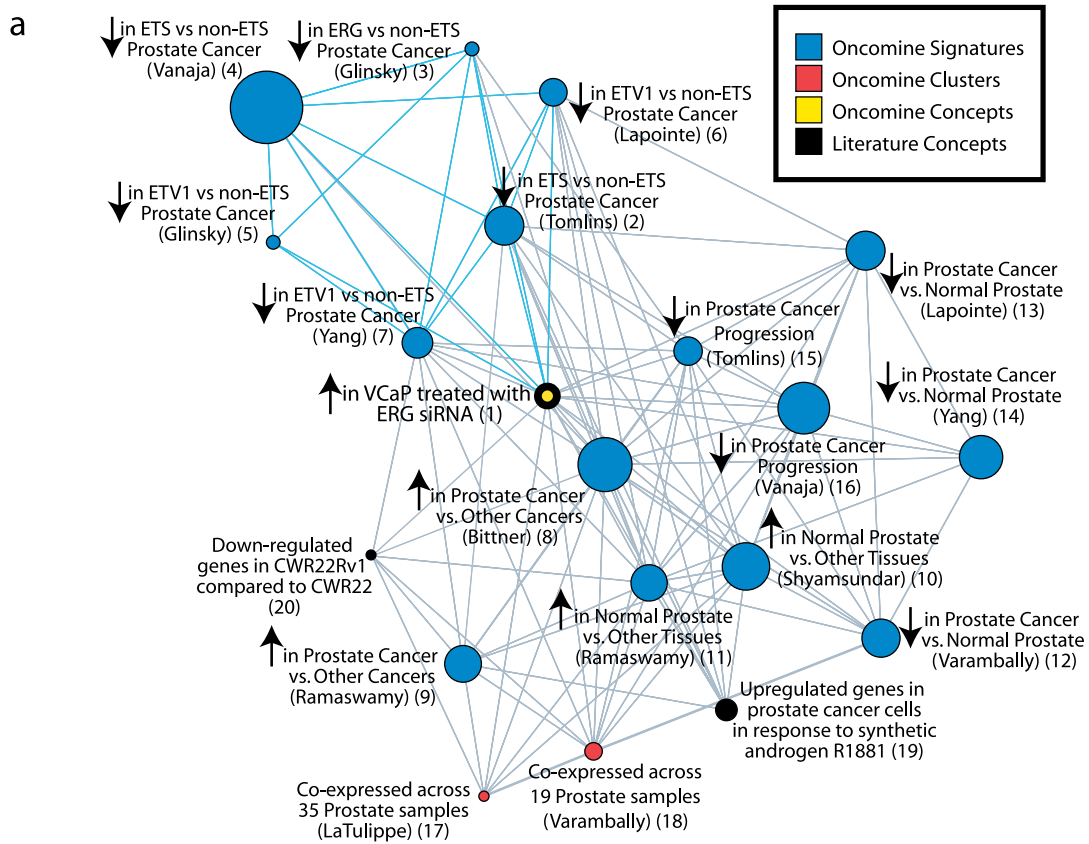 a
in ETS vs non-ETS
Prostate Cancer
(Vanaja) (4)
in ERG vs non-ETS
Prostate Cancer
(Glinsky) (3)
in ETV1 vs non-ETS
Prostate Cancer
(Lapointe) (6)
Oncomine Signatures
Oncomine Clusters
Oncomine Concepts
Literature Concepts
in ETV1 vs non-ETS
Prostate Cancer
(Glinsky) (5)
in ETS vs non-ETS
Prostate Cancer
(Tomlins) (2)
in Prostate Cancer
vs. Normal Prostate
(Lapointe) (13)
in ETV1 vs non-ETS
Prostate Cancer
(Yang) (7)
in Prostate Cancer
Progression
(Tomlins) (15)
in VCaP treated with
ERG siRNA (1)
in Prostate Cancer
vs. Normal Prostate
(Yang) (14)
in Prostate Cancer
Progression
(Vanaja) (16)
in Prostate Cancer
vs. Other Cancers
(Bittner) (8)
in Normal Prostate
vs. Other Tissues
(Shyamsundar) (10)
Down-regulated
genes in CWR22Rv1
compared to CWR22
(20)
in Normal Prostate
vs. Other Tissues
(Ramaswamy) (11)
in Prostate Cancer
vs. Normal Prostate
(Varambally) (12)
in Prostate Cancer
vs. Other Cancers
(Ramaswamy) (9)
Upregulated genes in
prostate cancer cells
in response to synthetic
androgen R1881 (19)
Co-expressed across
35 Prostate samples
(LaTulippe) (17)
Co-expressed across
19 Prostate samples
(Varambally) (18)